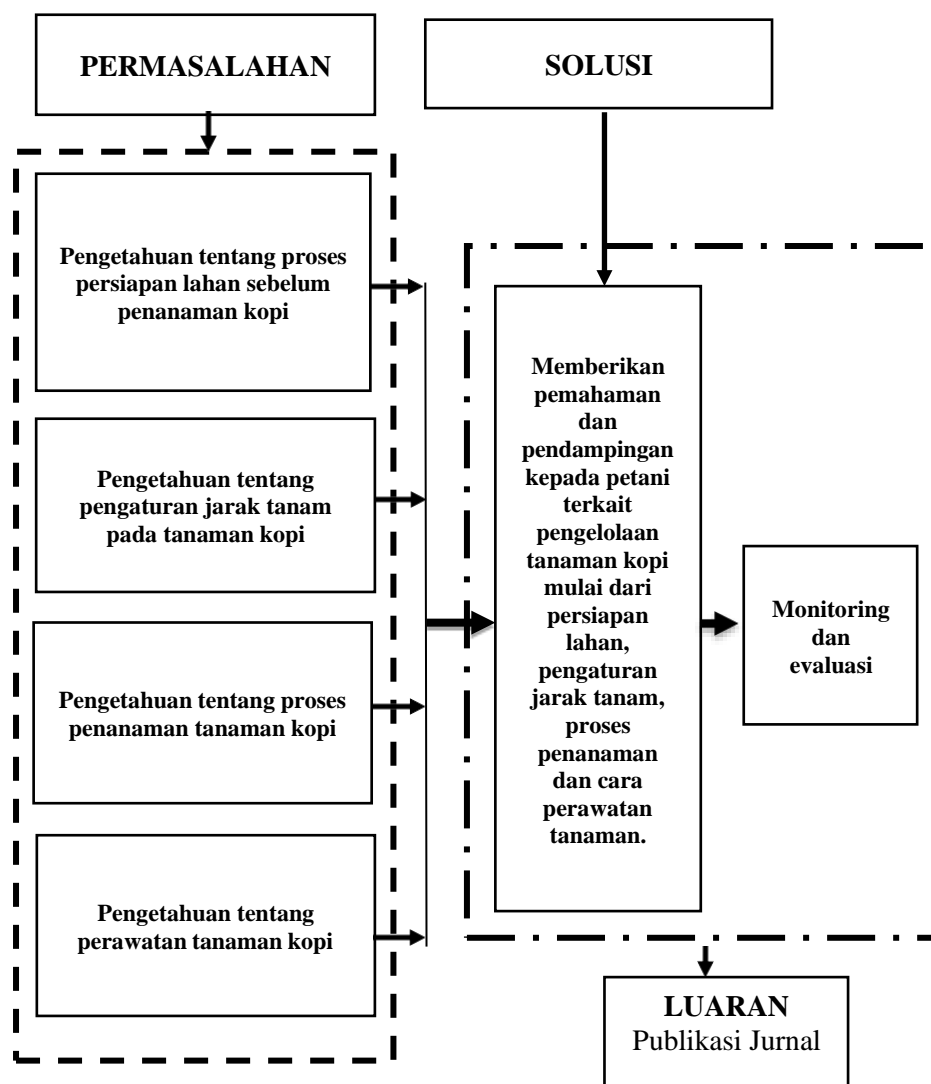 PERMASALAHAN
SOLUSI
Pengetahuan tentang proses
persiapan lahan sebelum
penanaman kopi
Pengetahuan tentang
pengaturan jarak tanam
pada tanaman kopi
Pengetahuan tentang proses
penanaman tanaman kopi
Pengetahuan tentang
perawatan tanaman kopi
Memberikan
pemahaman
dan
pendampingan
kepada petani
terkait
pengelolaan
tanaman kopi
mulai dari
persiapan
lahan,
pengaturan
jarak tanam,
proses
penanaman
dan cara
perawatan
tanaman.
Monitoring
dan
evaluasi
LUARAN
Publikasi Jurnal